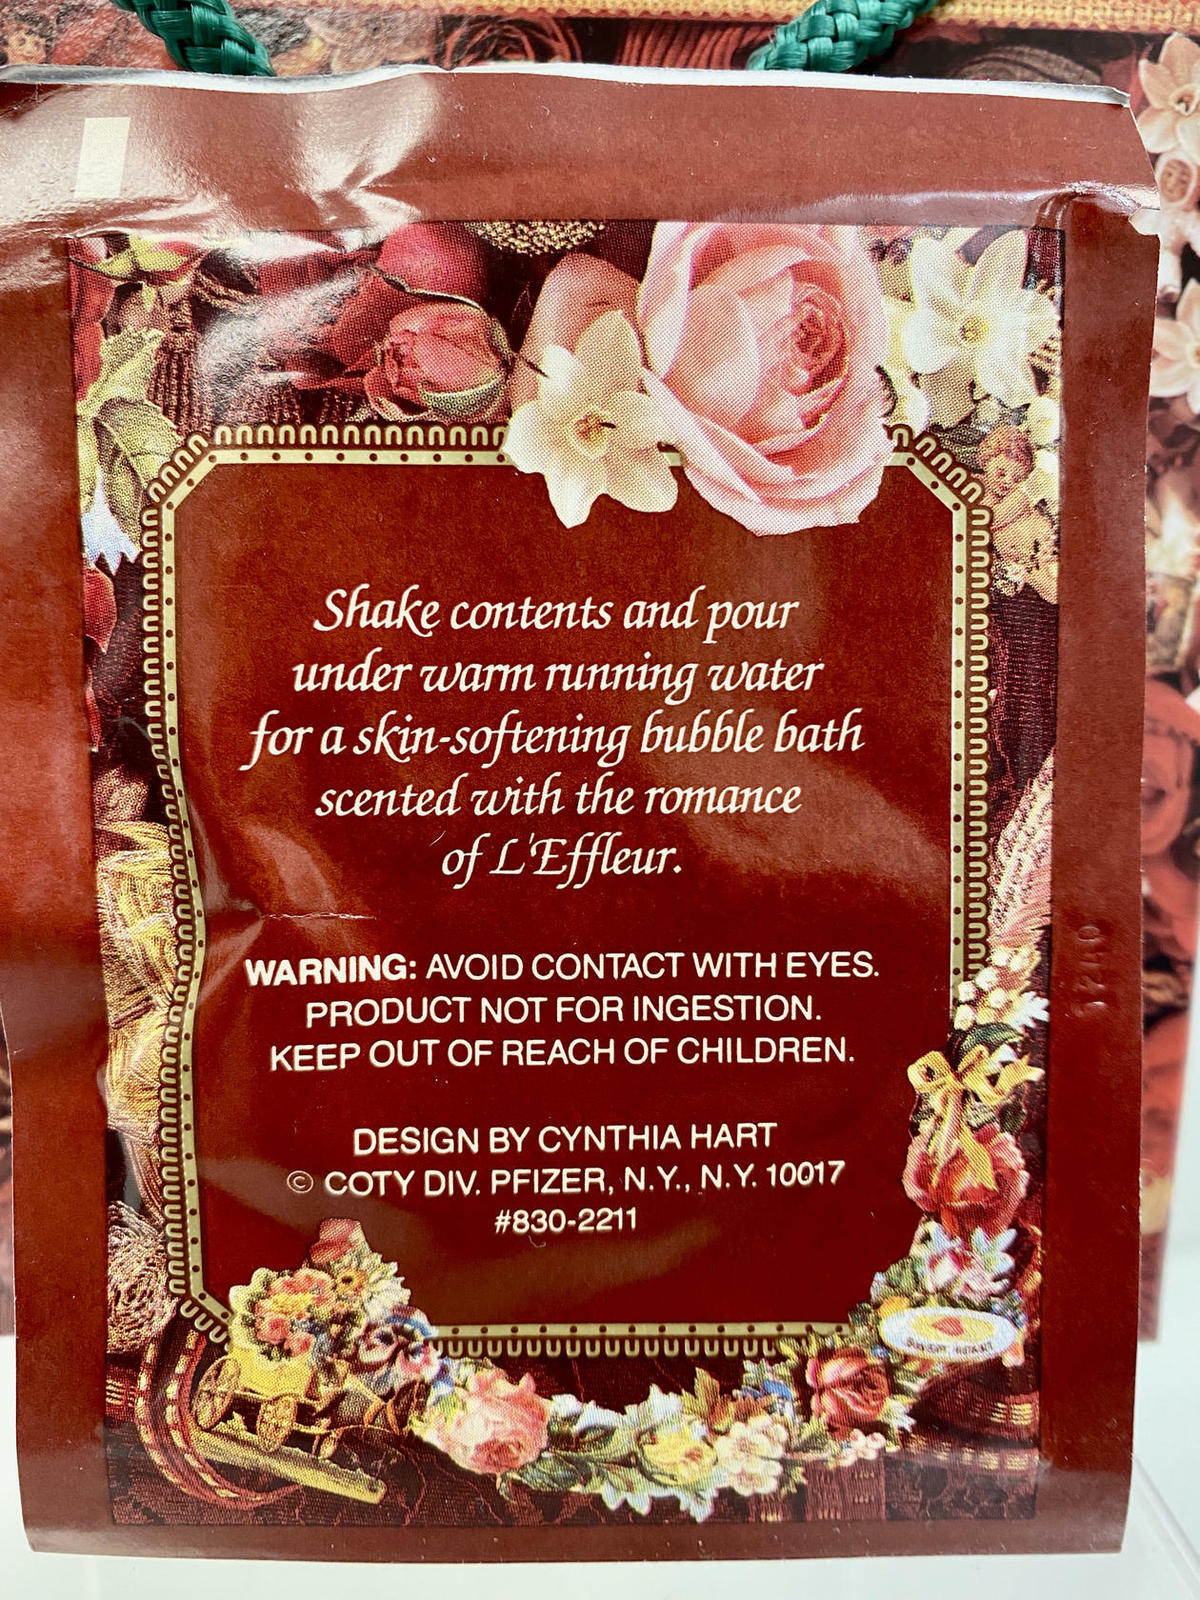 Shake contents and pour
under warm running water
for a skin-softening bubble bath
scented with the romance
of L'Effleur.
WARNING: AVOID CONTACT WITH EYES.
PRODUCT NOT FOR INGESTION.
KEEP OUT OF REACH OF CHILDREN.
DESIGN BY CYNTHIA HART
© COTY DIV. PFIZER, N.Y., N.Y. 10017
#830-2211